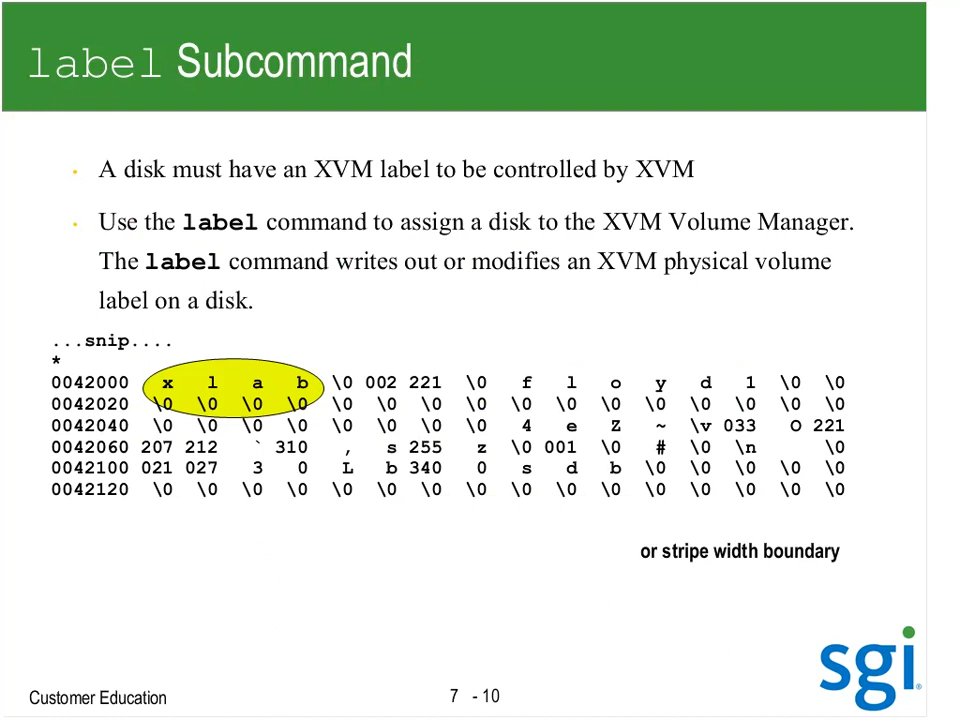 label Subcommand
• A disk must have an XVM label to be controlled by XVM
• Use the label command to assign a disk to the XVM Volume Manager.
The label command writes out or modifies an XVM physical volume
label on a disk.
...snip....
*
0042000   x   l   a   b  \0 002 221  \0   f   l   o   y   d   1  \0  \0
0042020  \0  \0  \0  \0  \0  \0  \0  \0  \0  \0  \0  \0  \0  \0  \0  \0
0042040  \0  \0  \0  \0  \0  \0  \0  \0   4   e   Z   ~  \v 033   O 221
0042060 207 212   ` 310   ,   s 255   z  \0 001  \0   #  \0  \n      \0
0042100 021 027   3   0   L   b 340   0   s   d   b  \0  \0  \0  \0  \0
0042120  \0  \0  \0  \0  \0  \0  \0  \0  \0  \0  \0  \0  \0  \0  \0  \0
or stripe width boundary
sgi®
Customer Education
7 - 10